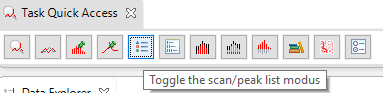 Task Quick Access
Toggle the scan/peak list modus
Data Explorer